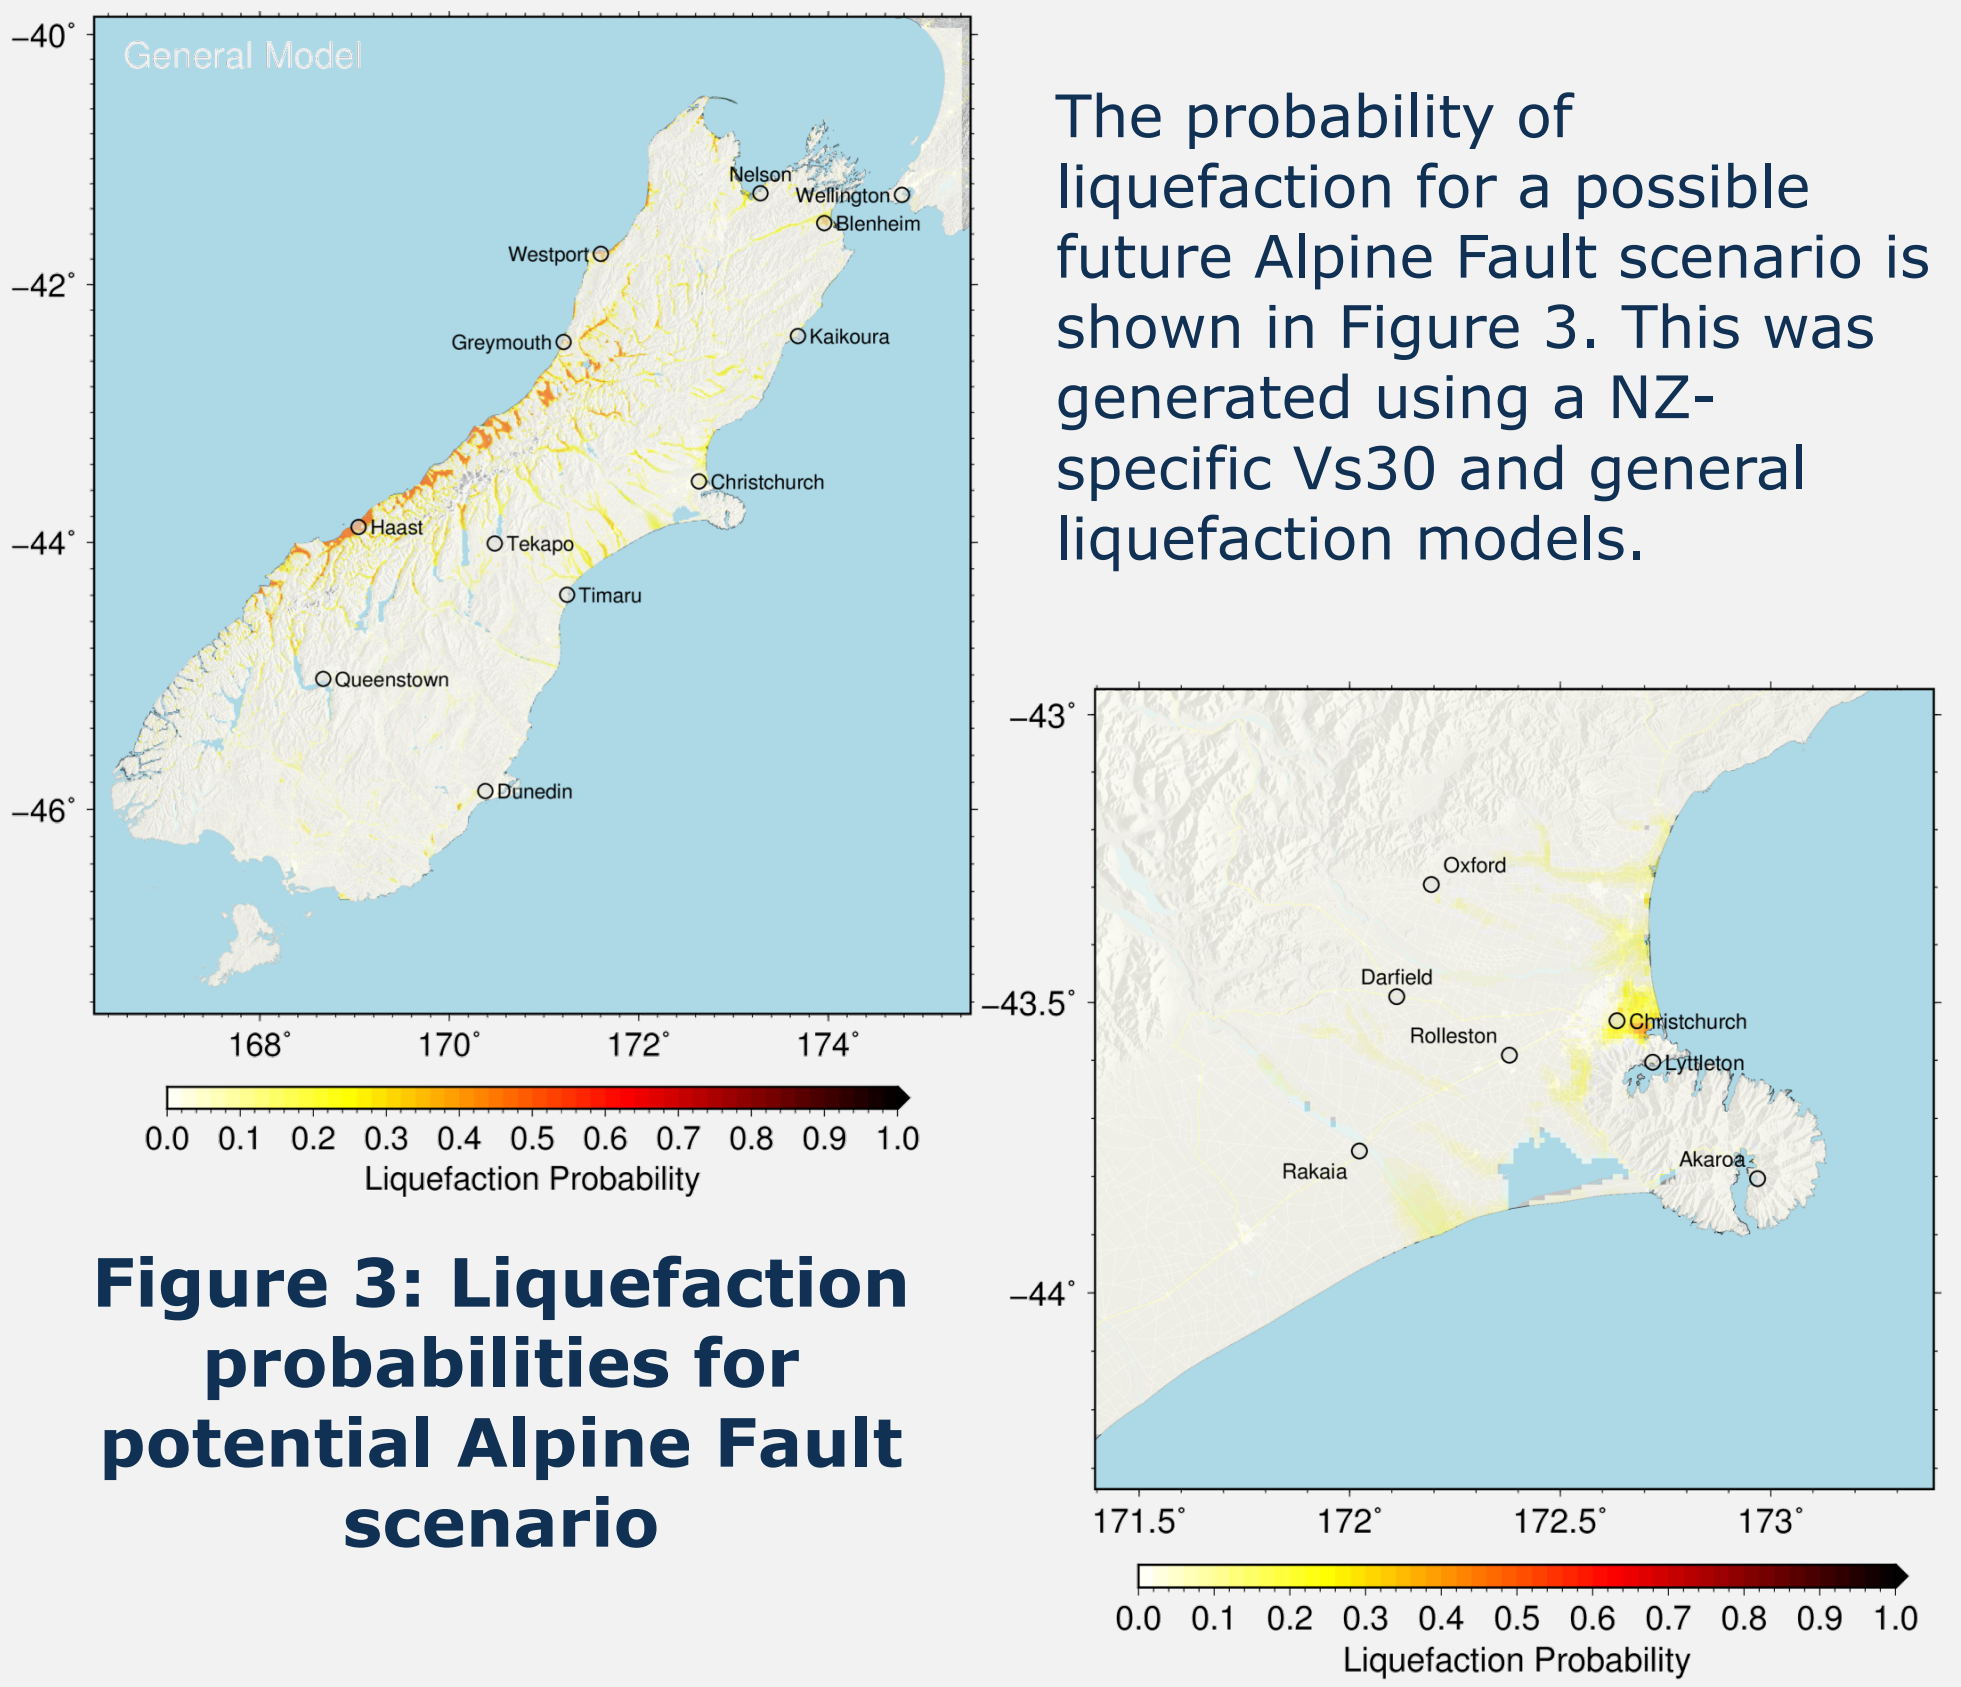 General Model
−40°
−42°
−44°
−46°
Nelson
Wellington
Blenheim
Westport
Greymouth
Kaikoura
Christchurch
Haast
Tekapo
Timaru
Queenstown
Dunedin
168° 170° 172° 174°
0.0 0.1 0.2 0.3 0.4 0.5 0.6 0.7 0.8 0.9 1.0
Liquefaction Probability
Figure 3: Liquefaction
probabilities for
potential Alpine Fault
scenario
The probability of
liquefaction for a possible
future Alpine Fault scenario is
shown in Figure 3. This was
generated using a NZ-
specific Vs30 and general
liquefaction models.
−43°
−43.5°
−44°
Oxford
Darfield
Rolleston
Christchurch
Lyttleton
Rakaia
Akaroa
171.5° 172° 172.5° 173°
0.0 0.1 0.2 0.3 0.4 0.5 0.6 0.7 0.8 0.9 1.0
Liquefaction Probability